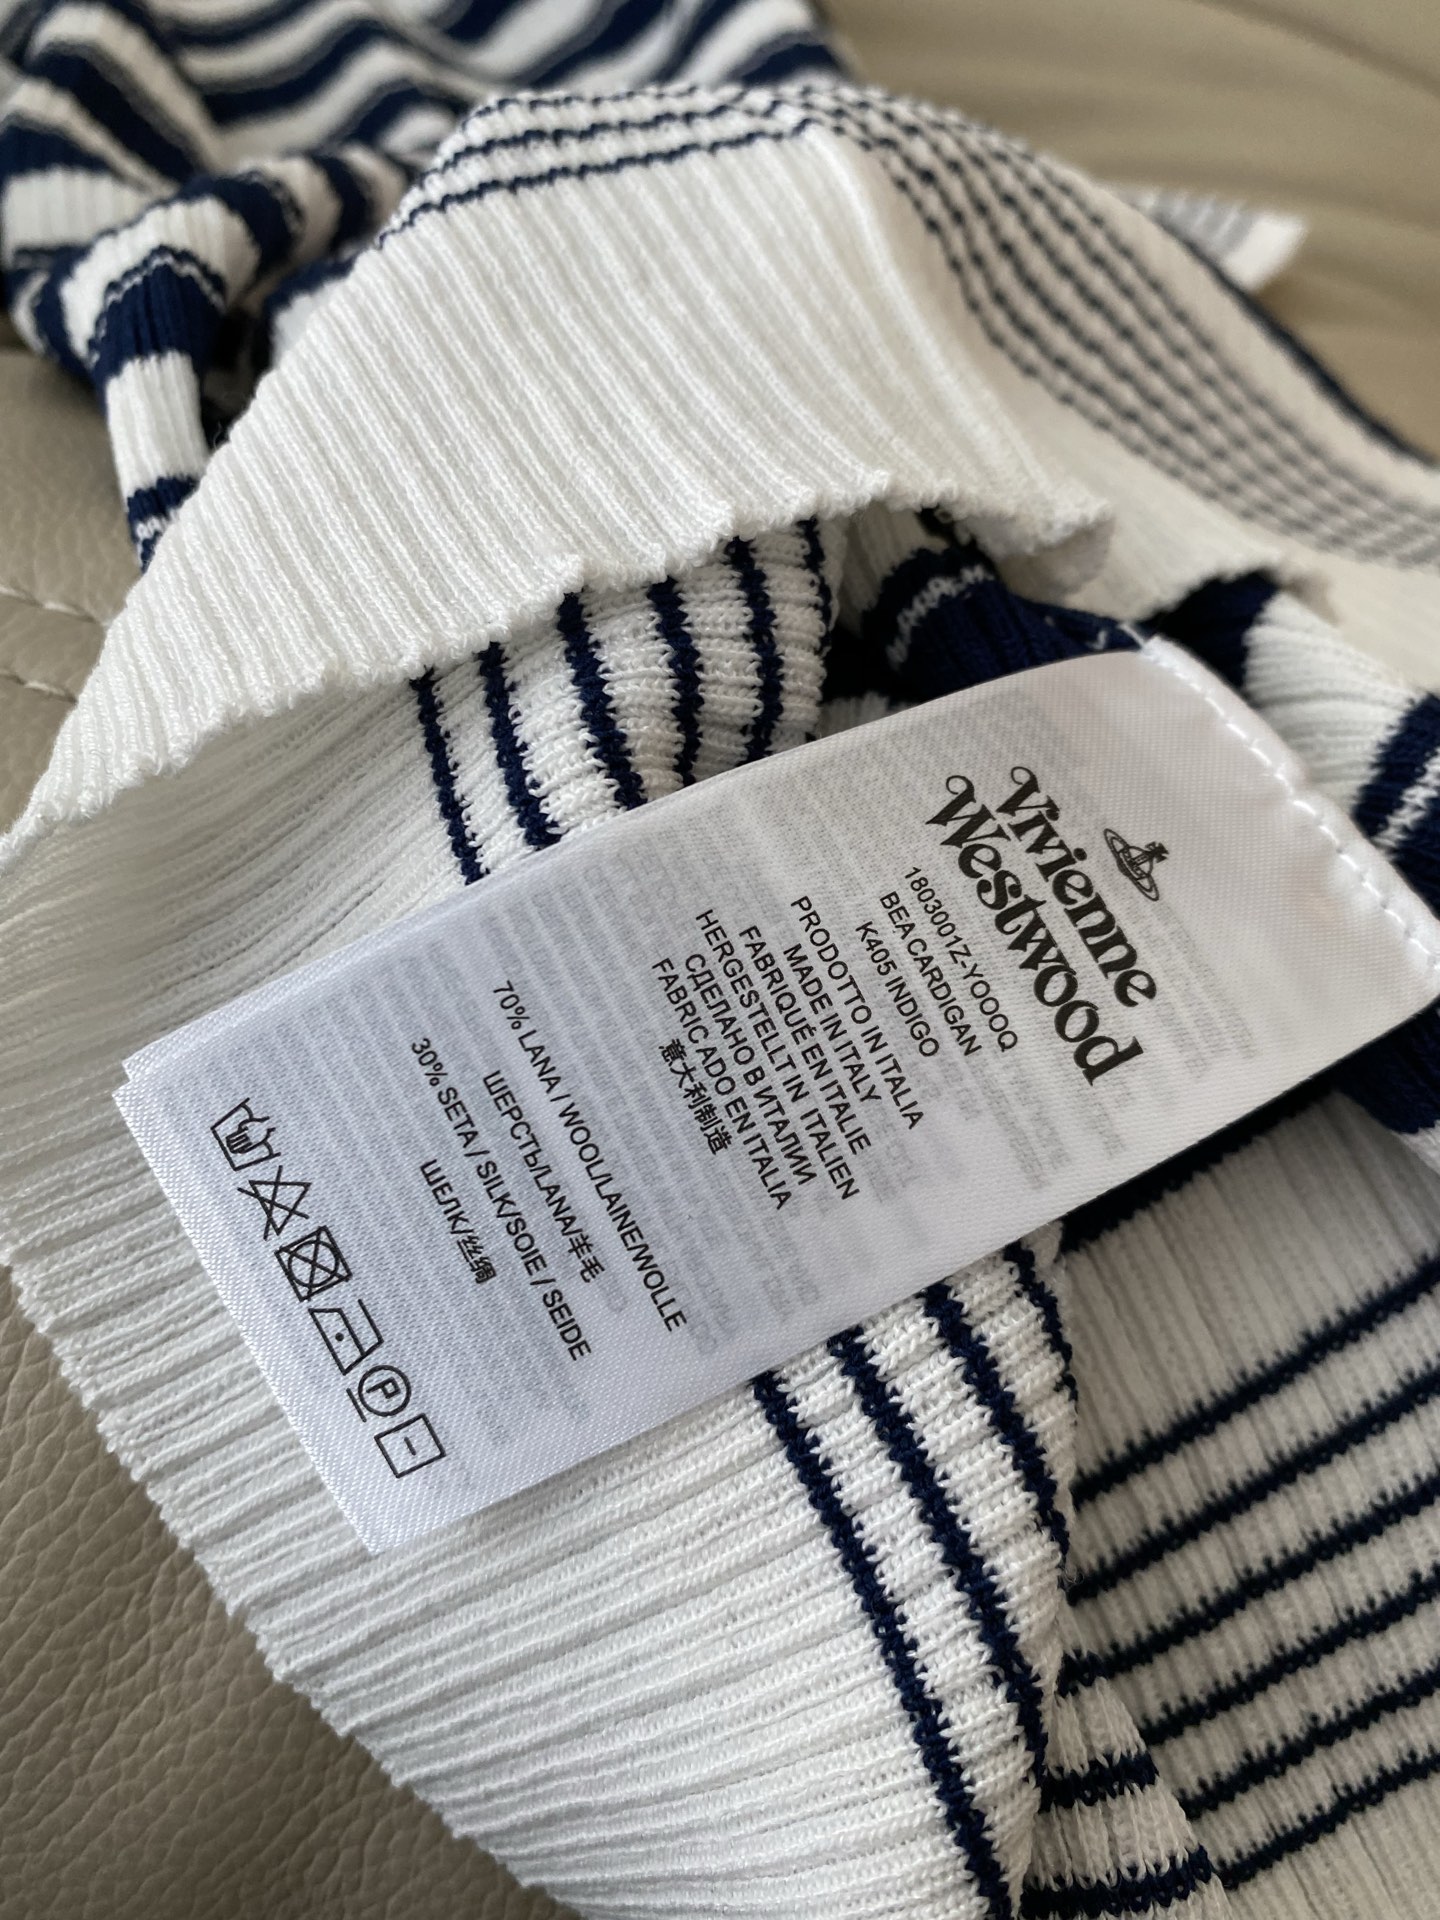 Vivienne
Westwood
1803001Z-YOOOQ
BEA CARDIGAN
K405 INDIGO
PRODOTTO IN ITALIA
MADE IN ITALY
FABRIQUÉ EN ITALIE
HERGESTELLT IN ITALIEN
СДЕЛАНО В ИТАЛИИ
FABRICADO EN ITALIA
意大利制造
70% LANA / WOOL/LAINE/WOLLE
ШЕРСТЬ/LANA/羊毛
30% SETA / SILK/SOIE / SEIDE
ШЕЛК/丝绸
P